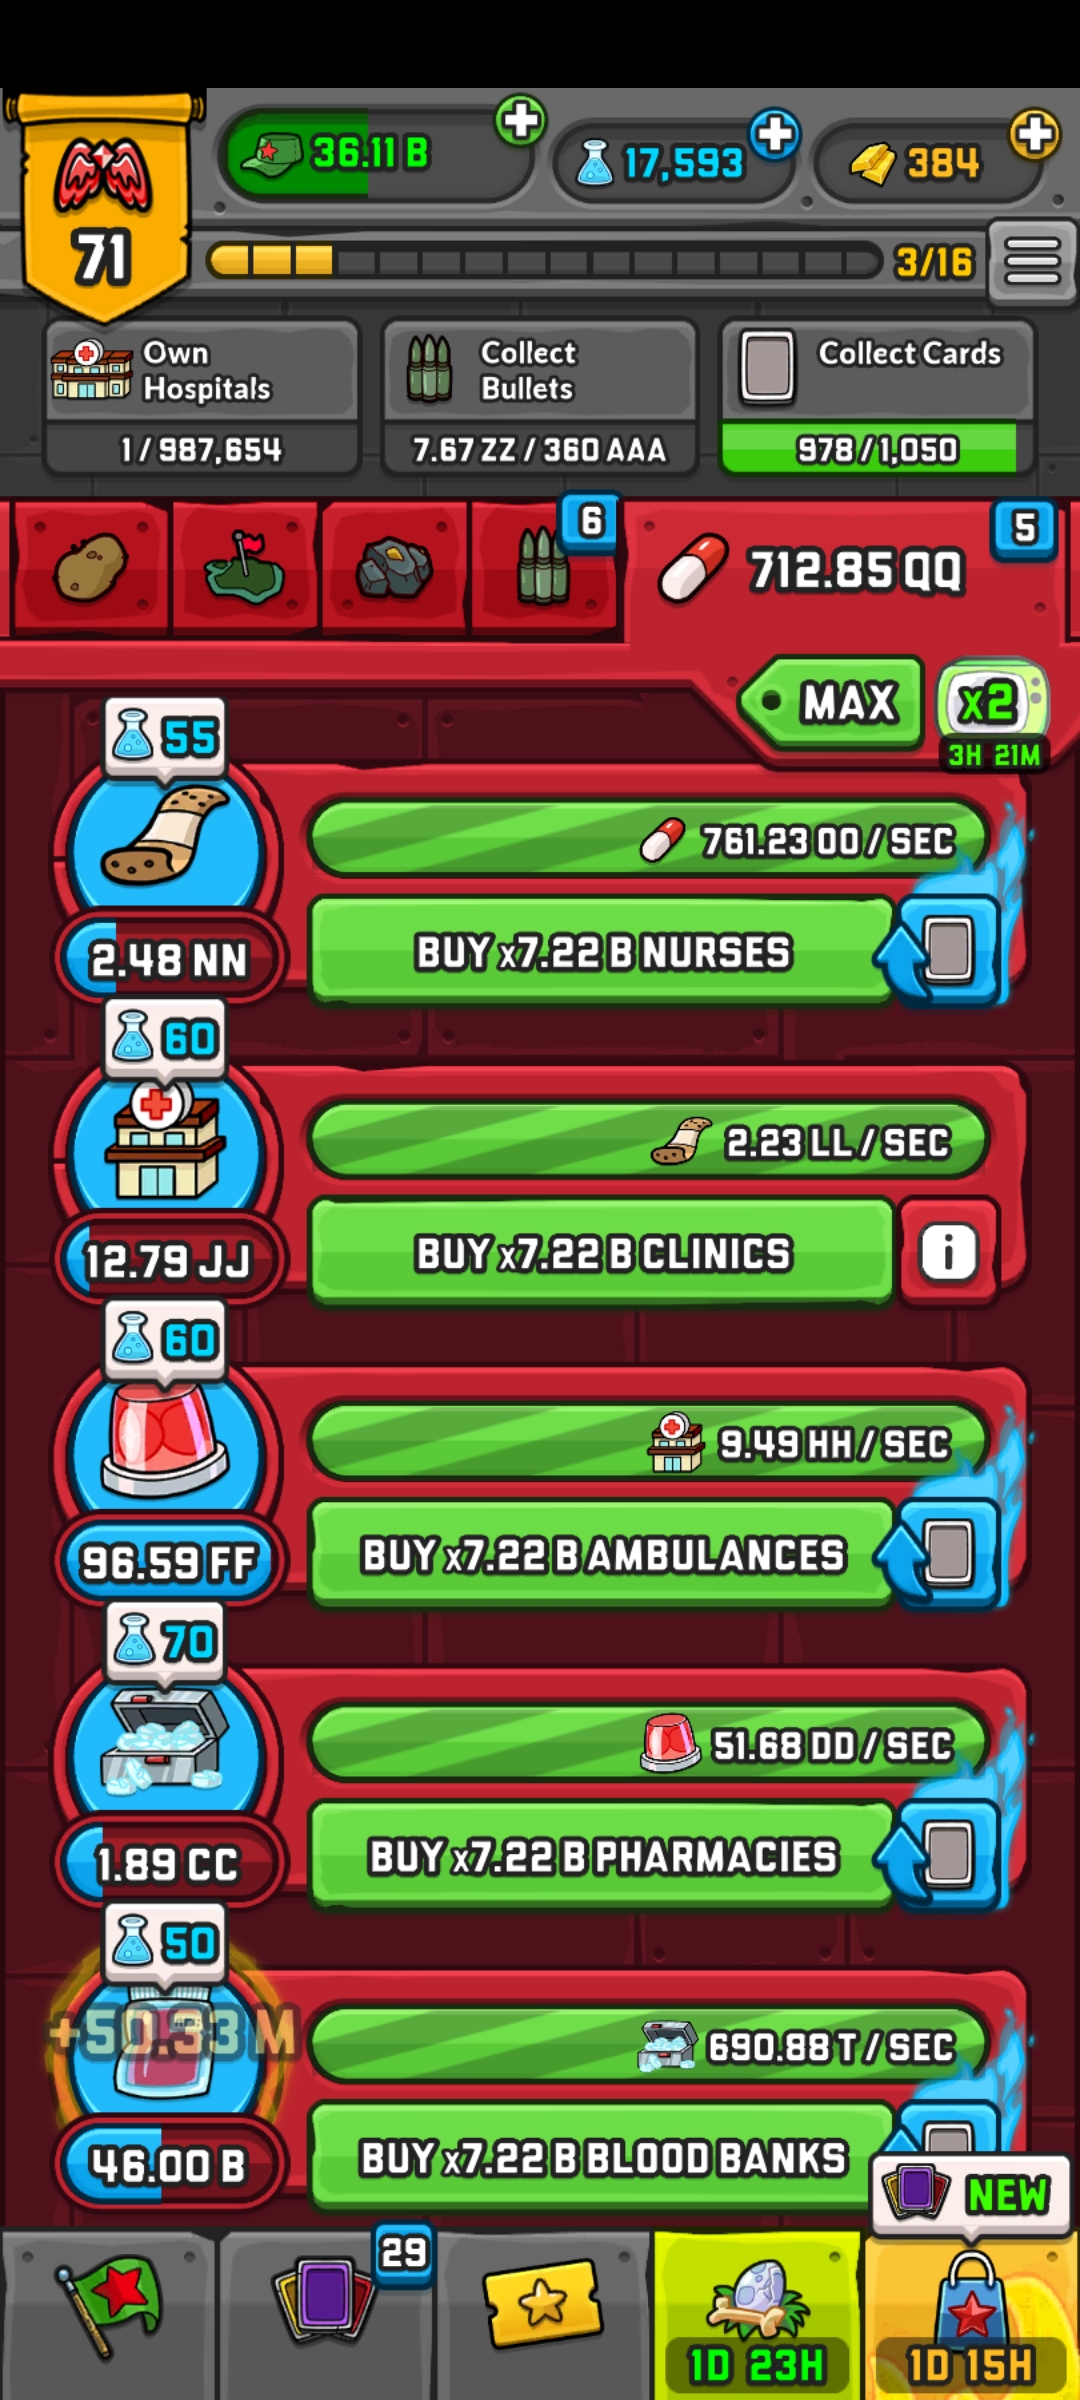 71
36.11 B
17,593
384
3/16
Own
Hospitals
1 / 987,654
Collect
Bullets
7.67 ZZ / 360 AAA
Collect Cards
978 / 1,050
6
712.85 QQ
5
MAX
x2
3H 21M
55
761.23 OO / SEC
2.48 NN
BUY x7.22 B NURSES
60
2.23 LL / SEC
12.79 JJ
BUY x7.22 B CLINICS
i
60
9.49 HH / SEC
96.59 FF
BUY x7.22 B AMBULANCES
70
51.68 DD / SEC
1.89 CC
BUY x7.22 B PHARMACIES
50
+50.33 M
690.88 T / SEC
46.00 B
BUY x7.22 B BLOOD BANKS
NEW
29
1D 23H
1D 15H